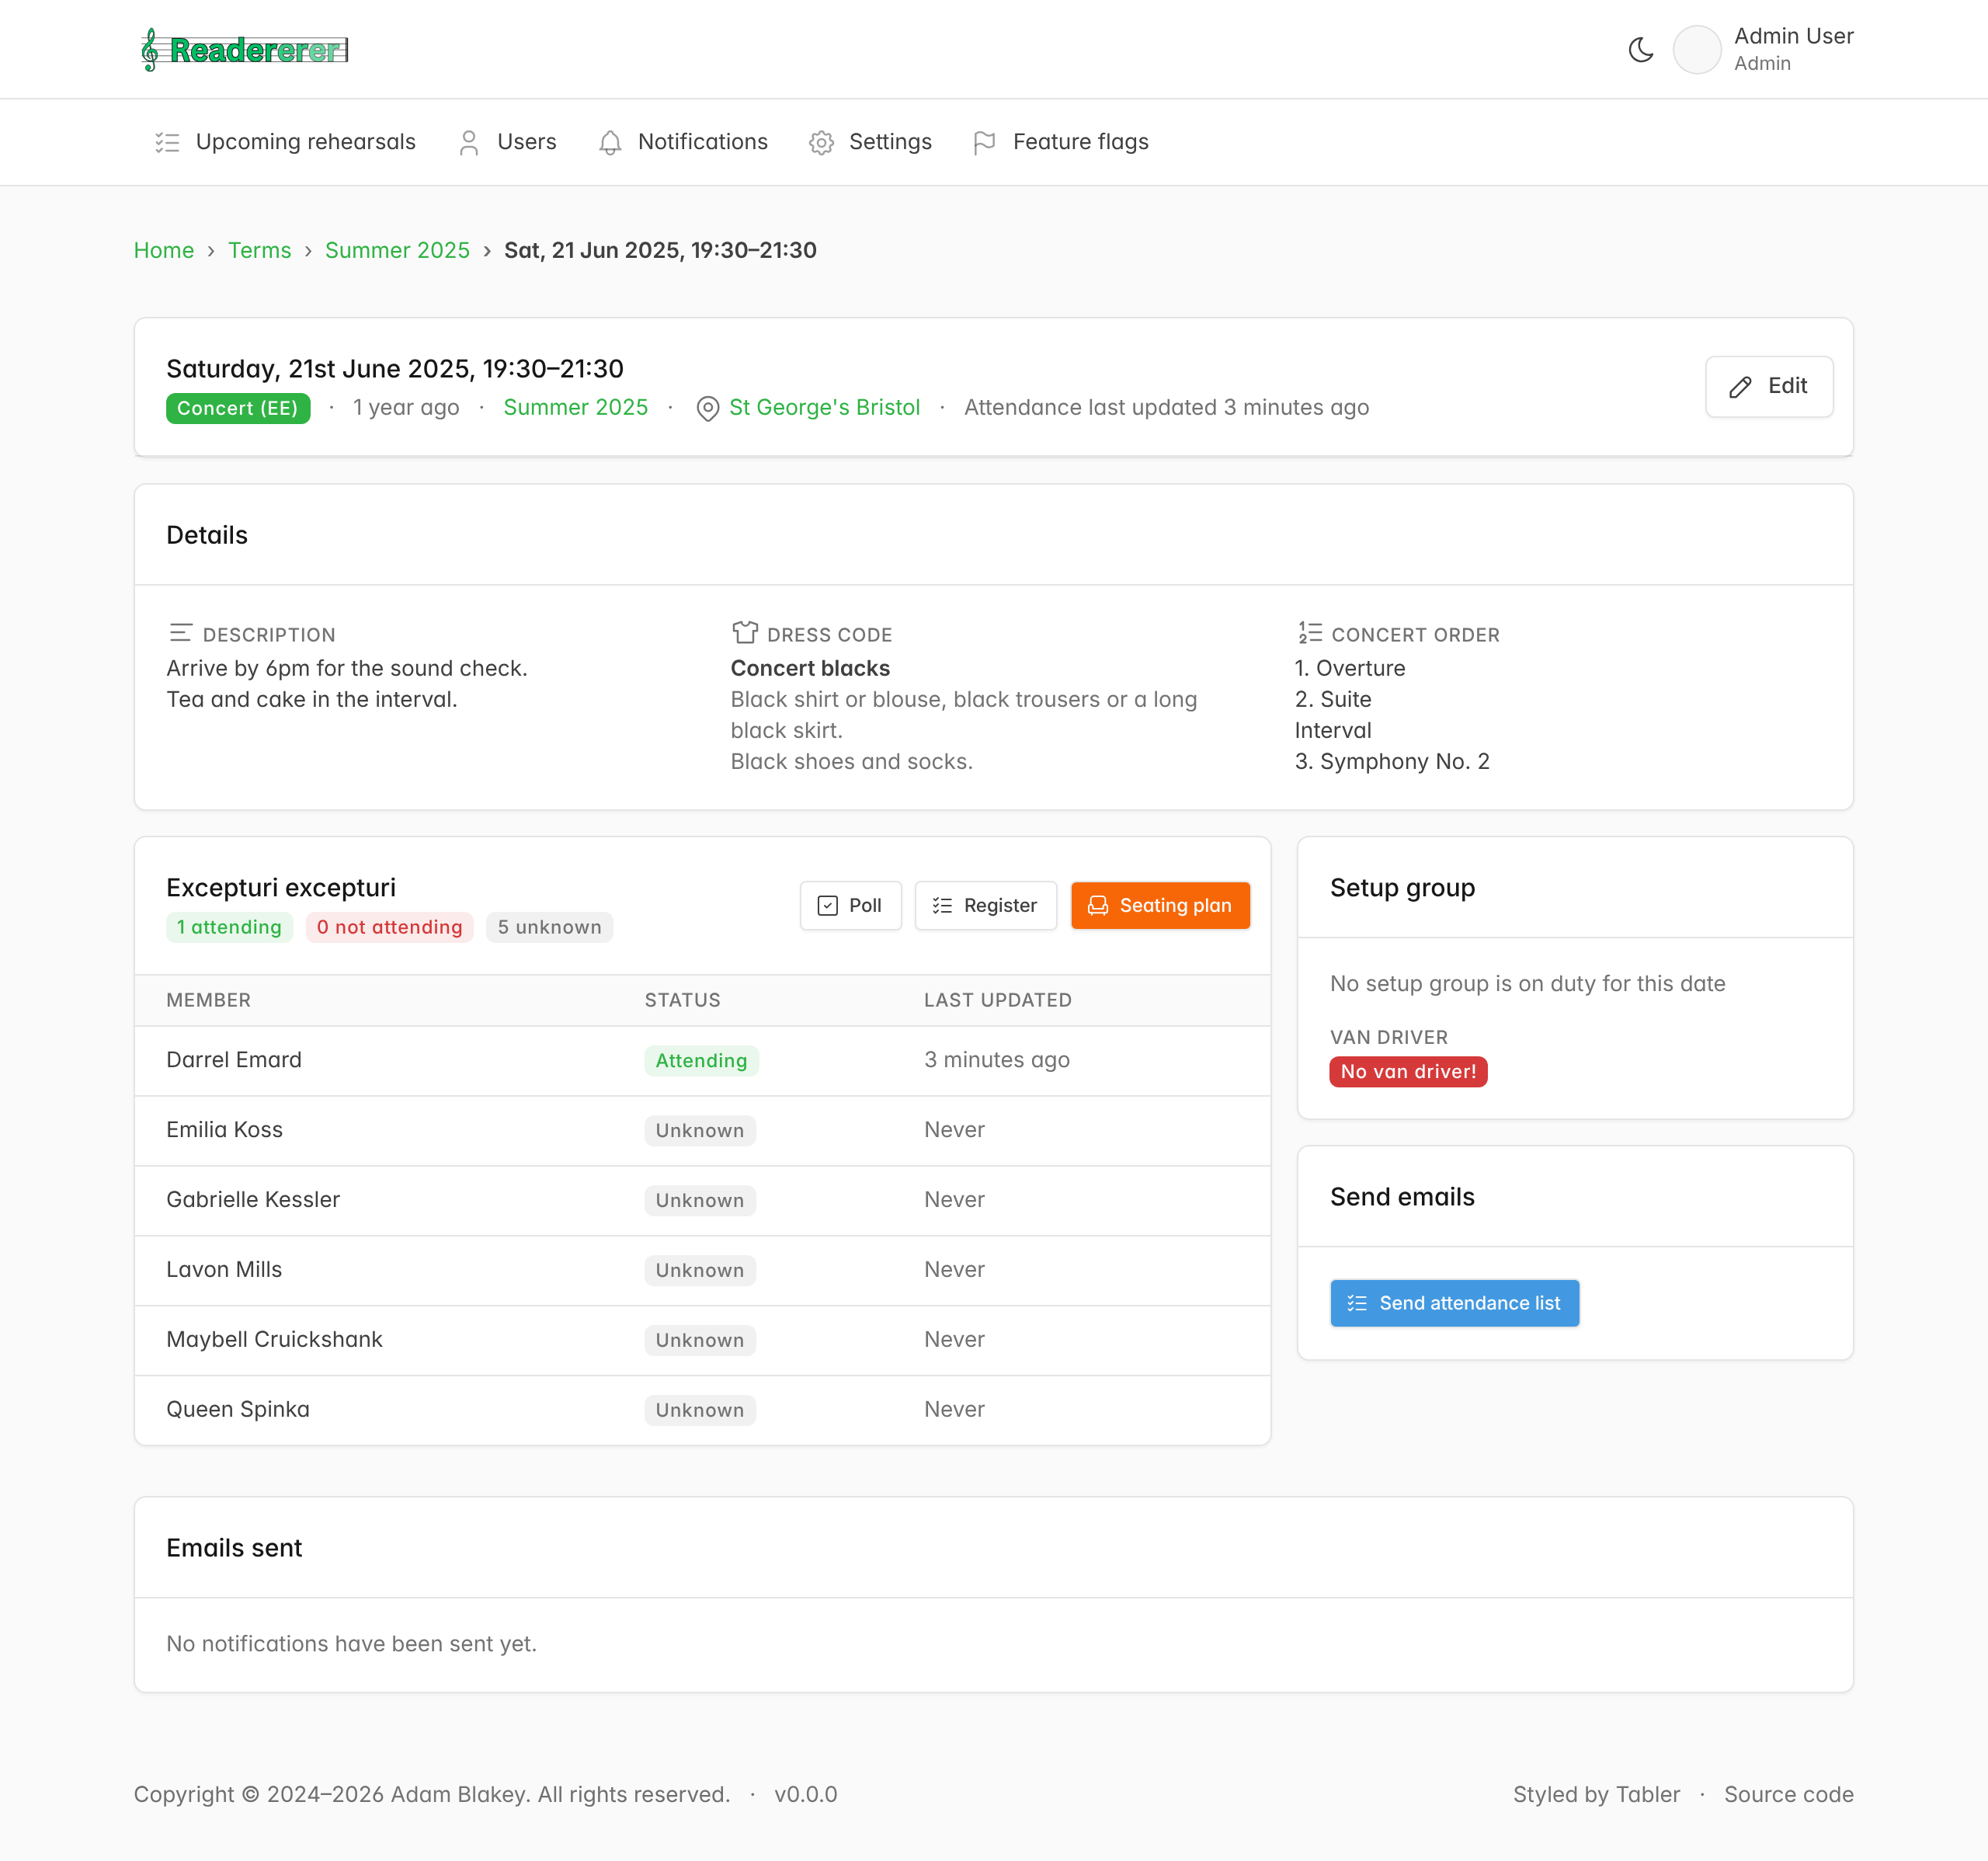 Readererer
Admin User
Admin
Upcoming rehearsals
Users
Notifications
Settings
Feature flags
Home › Terms › Summer 2025 › Sat, 21 Jun 2025, 19:30–21:30
Saturday, 21st June 2025, 19:30–21:30
Concert (EE) · 1 year ago · Summer 2025 · St George's Bristol · Attendance last updated 3 minutes ago
Edit
Details
DESCRIPTION
Arrive by 6pm for the sound check.
Tea and cake in the interval.
DRESS CODE
Concert blacks
Black shirt or blouse, black trousers or a long
black skirt.
Black shoes and socks.
CONCERT ORDER
1. Overture
2. Suite
Interval
3. Symphony No. 2
Excepturi excepturi
1 attending
0 not attending
5 unknown
Poll
Register
Seating plan
MEMBER STATUS LAST UPDATED
Darrel Emard Attending 3 minutes ago
Emilia Koss Unknown Never
Gabrielle Kessler Unknown Never
Lavon Mills Unknown Never
Maybell Cruickshank Unknown Never
Queen Spinka Unknown Never
Setup group
No setup group is on duty for this date
VAN DRIVER
No van driver!
Send emails
Send attendance list
Emails sent
No notifications have been sent yet.
Copyright © 2024–2026 Adam Blakey. All rights reserved. · v0.0.0
Styled by Tabler · Source code